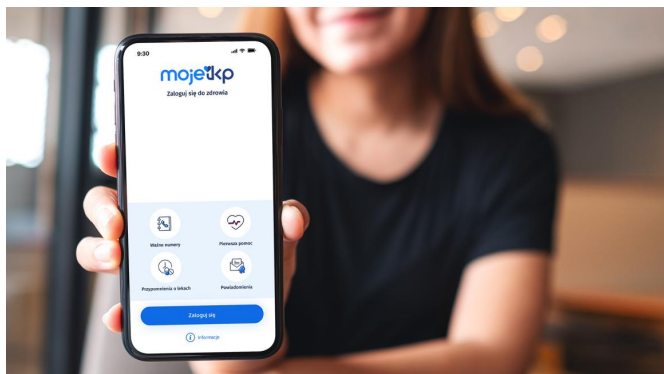 9:30
mojeikp
Zaloguj się do zdrowia
Ważne numery
Pierwsza pomoc
Przypomnienia o lekach
Powiadomienia
Zaloguj się
Informacje